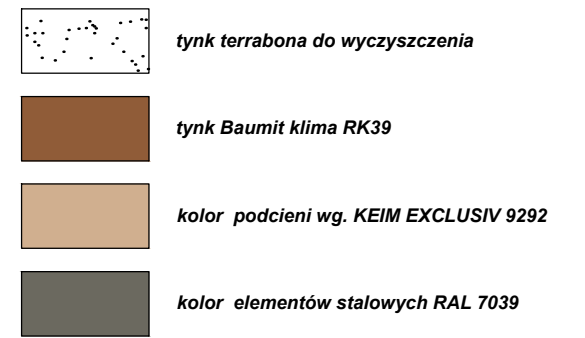 tynk terrabona do wyczyszczenia
tynk Baumit klima RK39
kolor podcieni wg. KEIM EXCLUSIV 9292
kolor elementów stalowych RAL 7039